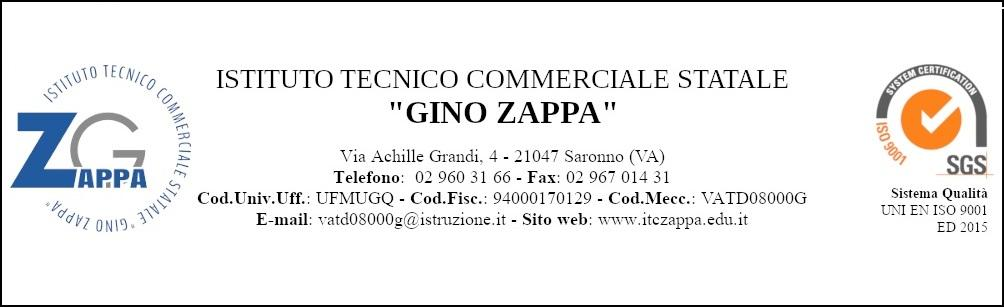 ISTITUTO TECNICO COMMERCIALE STATALE "GINO ZAPPA"
ZG
AP.PA
ISTITUTO TECNICO COMMERCIALE STATALE
"GINO ZAPPA"
Via Achille Grandi, 4 - 21047 Saronno (VA)
Telefono: 02 960 31 66 - Fax: 02 967 014 31
Cod.Univ.Uff.: UFMUGQ - Cod.Fisc.: 94000170129 - Cod.Mecc.: VATD08000G
E-mail: vatd08000g@istruzione.it - Sito web: www.itczappa.edu.it
SYSTEM CERTIFICATION
ISO 9001
SGS
Sistema Qualità
UNI EN ISO 9001
ED 2015